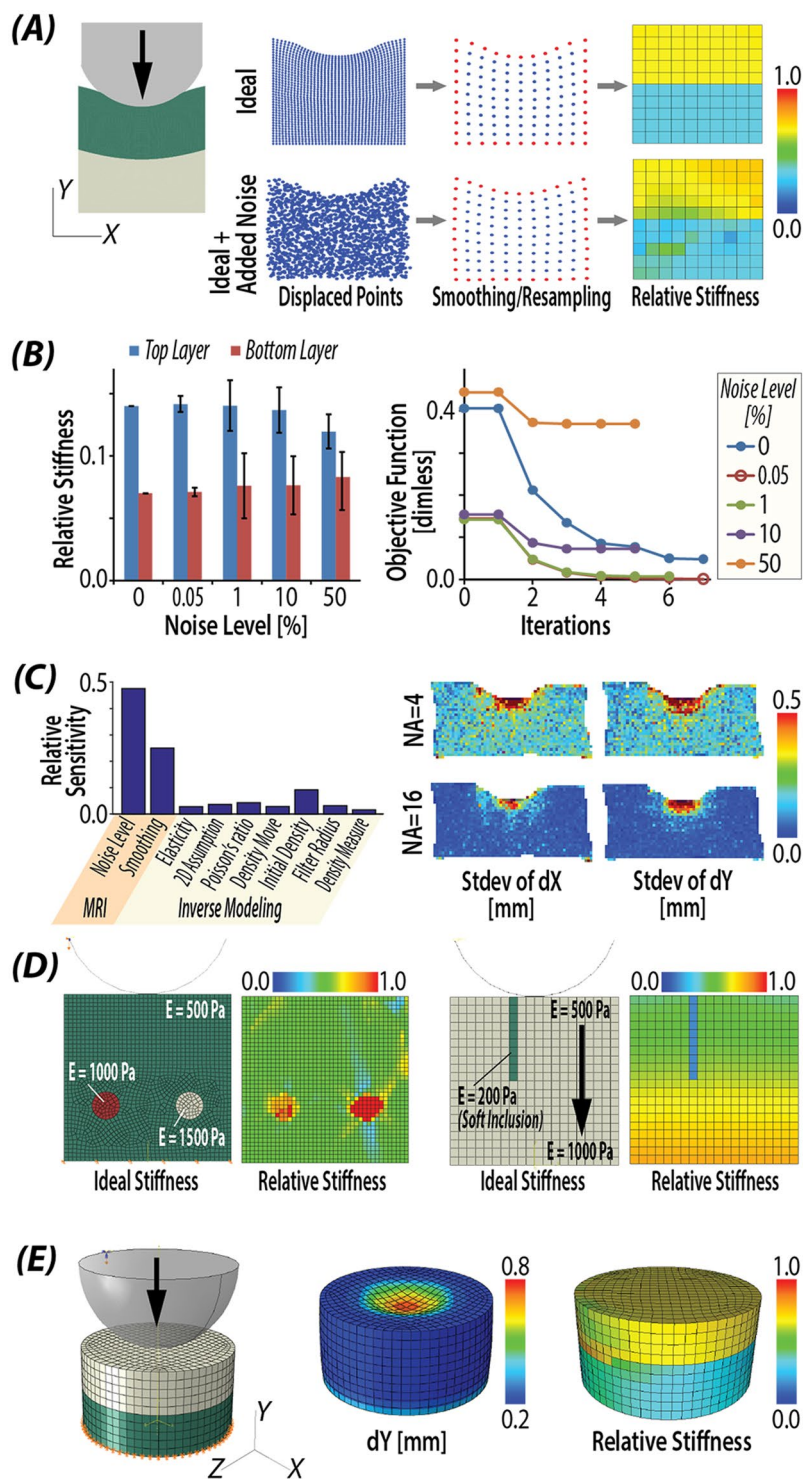 (A)
Y
X
Ideal
Ideal +
Added Noise
Displaced Points
Smoothing/Resampling
Relative Stiffness
1.0
0.0
(B)
Top Layer
Bottom Layer
Relative Stiffness
0.1
0.0
0
0.05
1
10
50
Noise Level [%]
Objective Function
[dimless]
0.4
0.0
0
2
4
6
Iterations
Noise Level
[%]
0
0.05
1
10
50
(C)
Relative
Sensitivity
0.5
0.0
Noise Level
Smoothing
Elasticity
2D Assumption
Poisson's ratio
Density Move
Initial Density
Filter Radius
Density Measure
MRI
Inverse Modeling
NA=4
NA=16
Stdev of dX
[mm]
Stdev of dY
[mm]
0.5
0.0
(D)
E = 500 Pa
E = 1000 Pa
E = 1500 Pa
Ideal Stiffness
0.0
1.0
Relative Stiffness
E = 500 Pa
E = 200 Pa
(Soft Inclusion)
E = 1000 Pa
Ideal Stiffness
0.0
1.0
Relative Stiffness
(E)
Y
Z
X
0.8
0.2
dY [mm]
1.0
0.0
Relative Stiffness